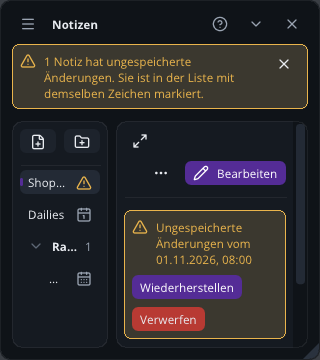 Notizen
1 Notiz hat ungespeicherte
Änderungen. Sie ist in der Liste mit
demselben Zeichen markiert.
Shop...
Bearbeiten
Dailies
1
Ra... 1
...
Ungespeicherte
Änderungen vom
01.11.2026, 08:00
Wiederherstellen
Verwerfen